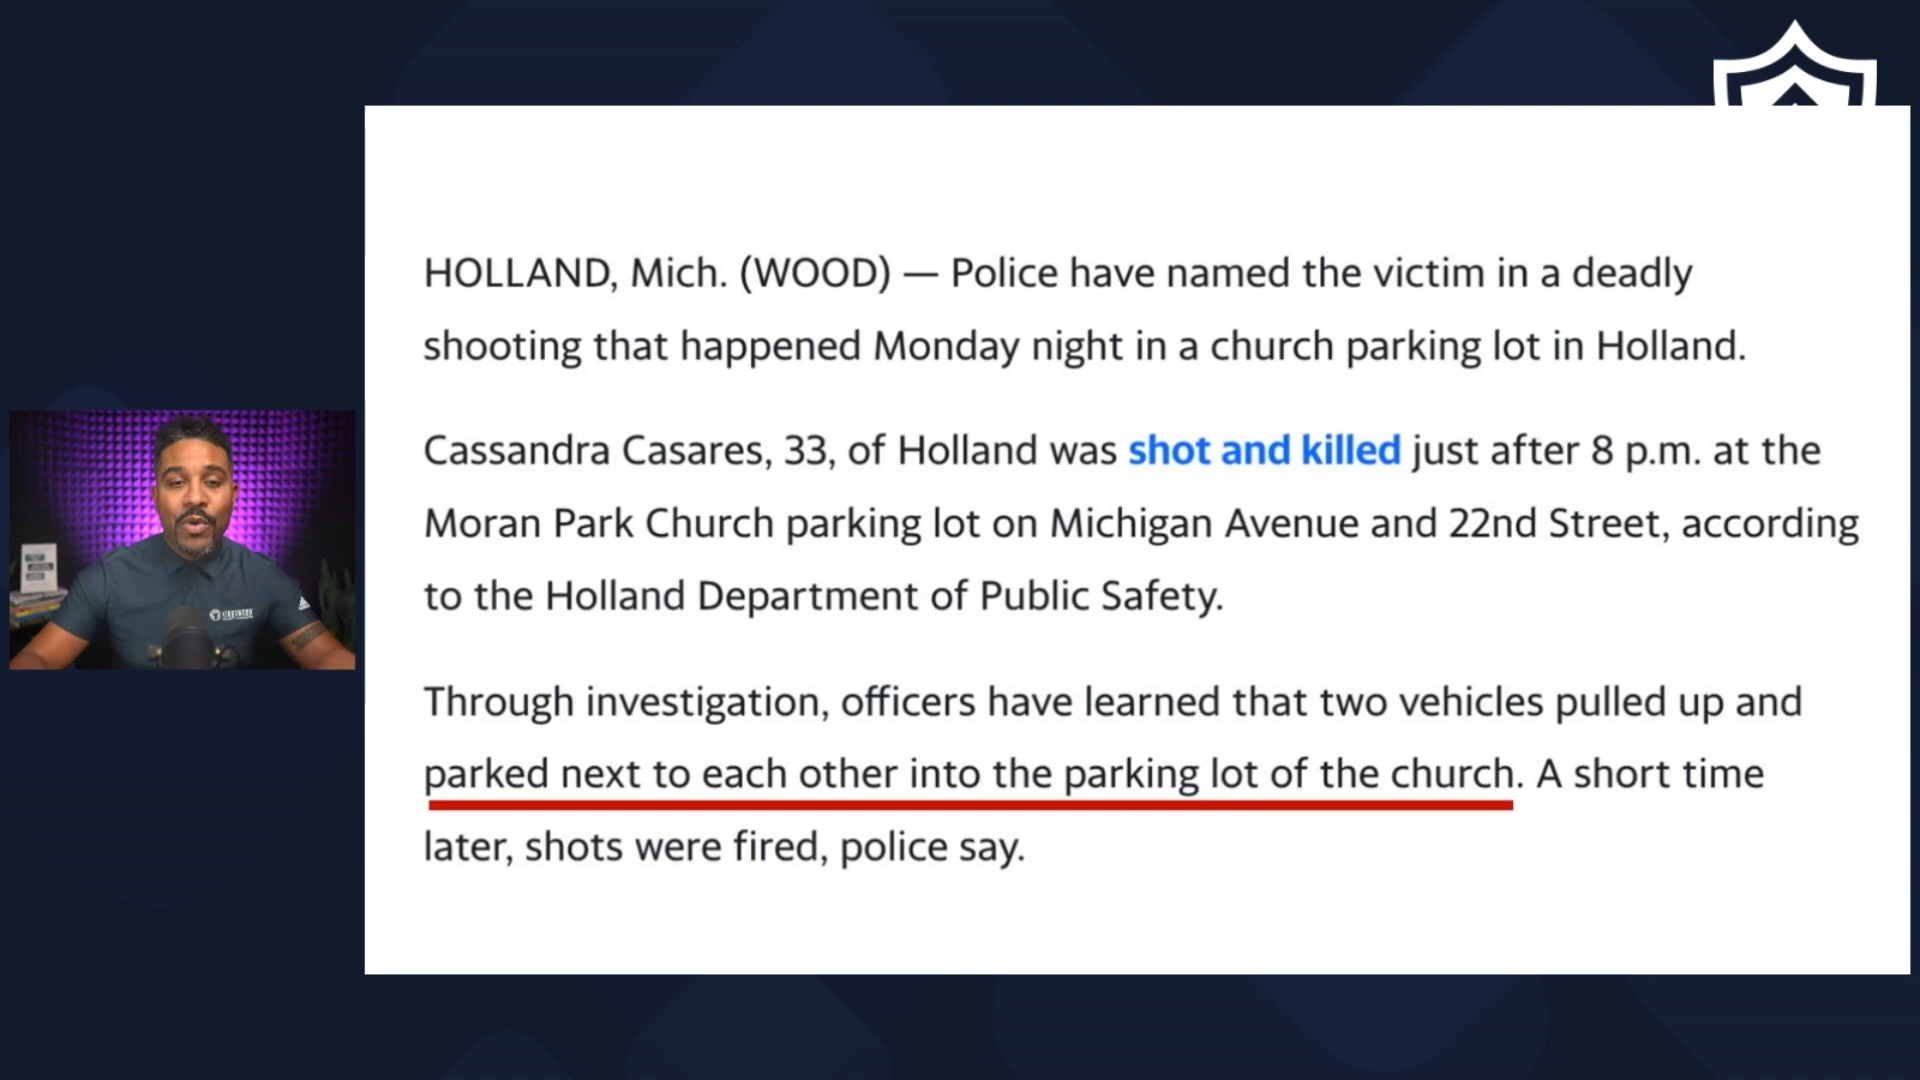 HOLLAND, Mich. (WOOD) — Police have named the victim in a deadly
shooting that happened Monday night in a church parking lot in Holland.
Cassandra Casares, 33, of Holland was shot and killed just after 8 p.m. at the
Moran Park Church parking lot on Michigan Avenue and 22nd Street, according
to the Holland Department of Public Safety.
Through investigation, officers have learned that two vehicles pulled up and
parked next to each other into the parking lot of the church. A short time
later, shots were fired, police say.